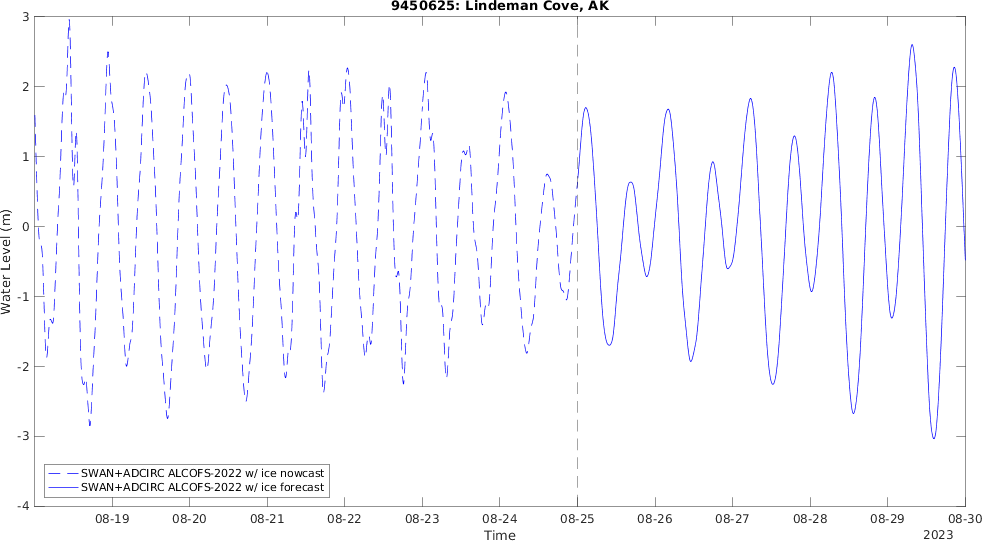 9450625: Lindeman Cove, AK
Water Level (m)
3
2
1
0
-1
-2
-3
-4
SWAN+ADCIRC ALCOFS-2022 w/ ice nowcast
SWAN+ADCIRC ALCOFS-2022 w/ ice forecast
08-19 08-20 08-21 08-22 08-23 08-24 08-25 08-26 08-27 08-28 08-29 08-30
Time
2023